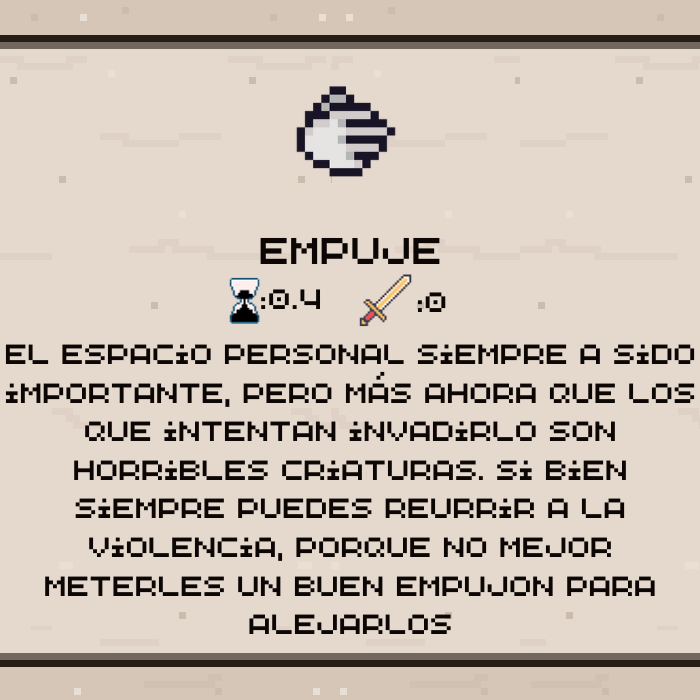 EMPUJE
:0.4 :0
EL ESPACiO PERSONAL SiEMPRE A SiDO
iMPORTANTE, PERO MÁS AHORA QUE LOS
QUE iNTENTAN iNVADiRLO SON
HORRiBLES CRiATURAS. Si BiEN
SiEMPRE PUEDES REURRiR A LA
ViOLENCiA, PORQUE NO MEJOR
METERLES UN BUEN EMPUJON PARA
ALEJARLOS